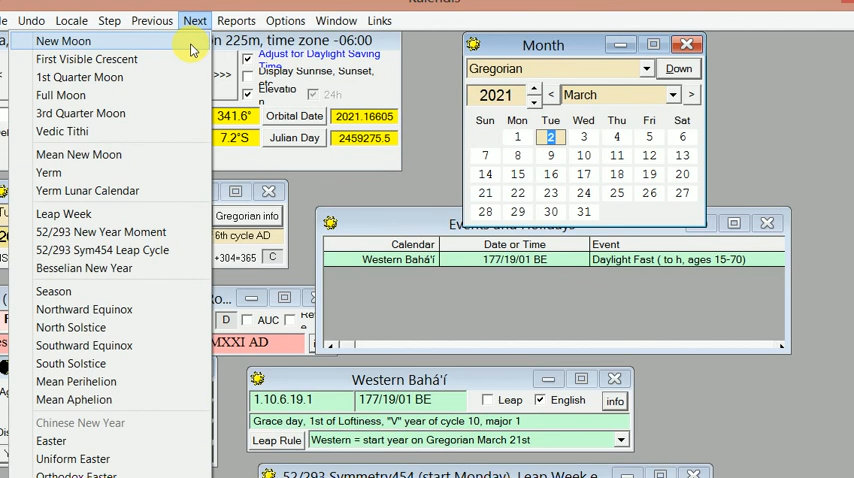 Undo Locale Step Previous Next Reports Options Window Links
New Moon
First Visible Crescent
1st Quarter Moon
Full Moon
3rd Quarter Moon
Vedic Tithi
Mean New Moon
Yerm
Yerm Lunar Calendar
Leap Week
52/293 New Year Moment
52/293 Sym454 Leap Cycle
Besselian New Year
Season
Northward Equinox
North Solstice
Southward Equinox
South Solstice
Mean Perihelion
Mean Aphelion
Chinese New Year
Easter
Uniform Easter
Orthodox Easter
on 225m, time zone -06:00
>>>
Adjust for Daylight Saving
Time
Display Sunrise, Sunset,
etc
Elevatio
n
24h
341.6° Orbital Date 2021.16605
7.2°S Julian Day 2459275.5
Month
Gregorian Down
2021 < March >
Sun Mon Tue Wed Thu Fri Sat
1 2 3 4 5 6
7 8 9 10 11 12 13
14 15 16 17 18 19 20
21 22 23 24 25 26 27
28 29 30 31
Gregorian info
6th cycle AD
+304=365 C
Calendar Date or Time Event
Western Bahá'í 177/19/01 BE Daylight Fast ( to h, ages 15-70)
D AUC
MXXI AD
Western Bahá'í
1.10.6.19.1 177/19/01 BE Leap English info
Grace day, 1st of Loftiness, "V" year of cycle 10, major 1
Leap Rule Western = start year on Gregorian March 21st
52/293 Symmetry454 (start Monday), Leap Week e